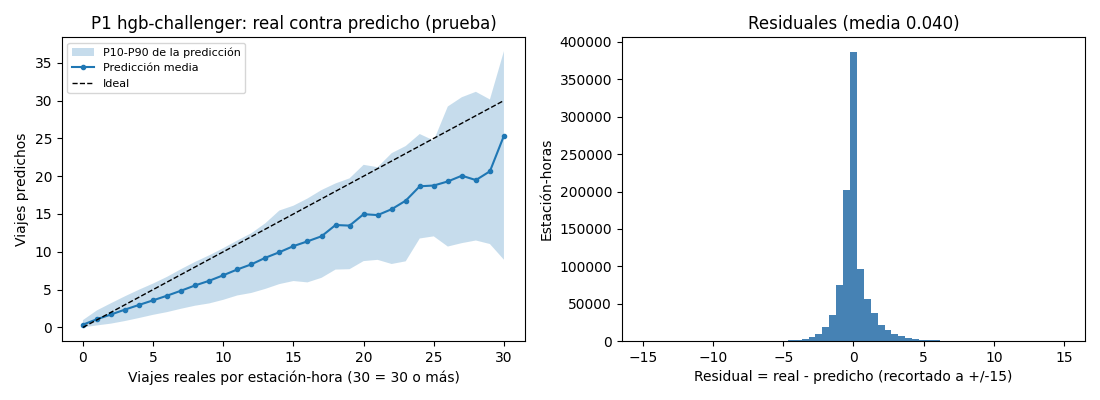 P1 hgb-challenger: real contra predicho (prueba)
P10-P90 de la predicción
Predicción media
Ideal
Viajes predichos
35
30
25
20
15
10
5
0
0 5 10 15 20 25 30
Viajes reales por estación-hora (30 = 30 o más)
Residuales (media 0.040)
Estación-horas
400000
350000
300000
250000
200000
150000
100000
50000
0
−15 −10 −5 0 5 10 15
Residual = real - predicho (recortado a +/-15)